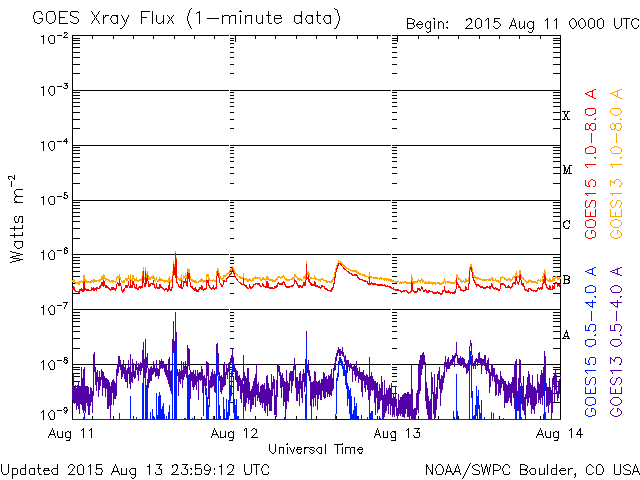 GOES Xray Flux (1-minute data)
Begin: 2015 Aug 11 0000 UTC
10-2
10-3
10-4
10-5
10-6
10-7
10-8
10-9
Watts m-2
X
M
C
B
A
GOES15 1.0-8.0 A
GOES13 1.0-8.0 A
GOES15 0.5-4.0 A
GOES13 0.5-4.0 A
Aug 11
Aug 12
Aug 13
Aug 14
Universal Time
Updated 2015 Aug 13 23:59:12 UTC
NOAA/SWPC Boulder, CO USA